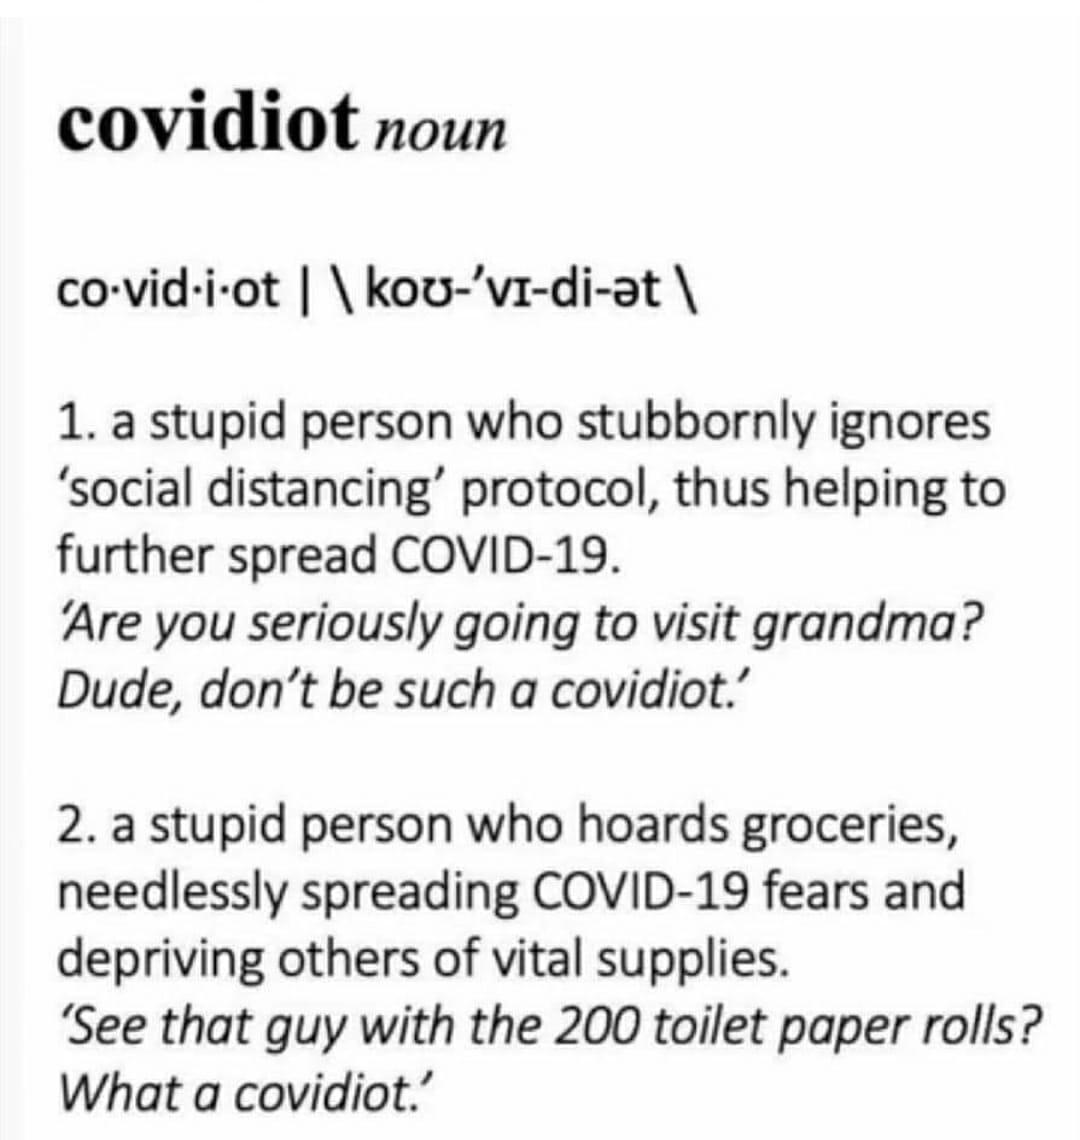 covidiot noun
co·vid·i·ot | \ koʊ-ˈvɪ-di-ət \
1. a stupid person who stubbornly ignores
‘social distancing’ protocol, thus helping to
further spread COVID-19.
‘Are you seriously going to visit grandma?
Dude, don’t be such a covidiot.’
2. a stupid person who hoards groceries,
needlessly spreading COVID-19 fears and
depriving others of vital supplies.
‘See that guy with the 200 toilet paper rolls?
What a covidiot.’